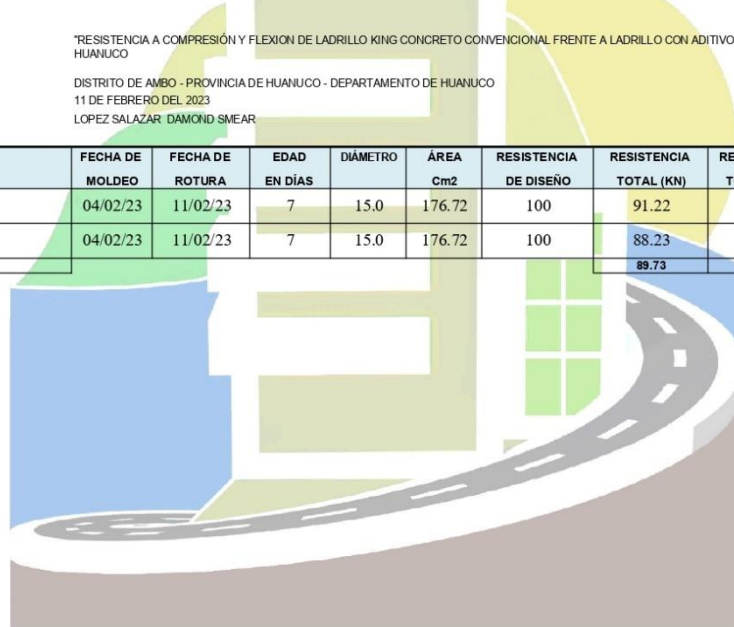 "RESISTENCIA A COMPRESIÓN Y FLEXION DE LADRILLO KING CONCRETO CONVENCIONAL FRENTE A LADRILLO CON ADITIVO
HUANUCO
DISTRITO DE AMBO - PROVINCIA DE HUANUCO - DEPARTAMENTO DE HUANUCO
11 DE FEBRERO DEL 2023
LOPEZ SALAZAR DAMOND SMEAR
FECHA DE FECHA DE EDAD DIÁMETRO ÁREA RESISTENCIA RESISTENCIA RE
MOLDEO ROTURA EN DÍAS Cm2 DE DISEÑO TOTAL (KN) T
04/02/23 11/02/23 7 15.0 176.72 100 91.22
04/02/23 11/02/23 7 15.0 176.72 100 88.23
89.73